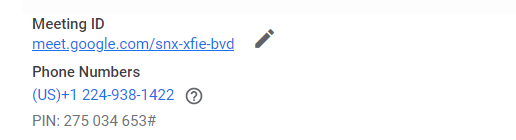 Meeting ID
meet.google.com/snx-xfie-bvd
Phone Numbers
(US)+1 224-938-1422
PIN: 275 034 653#